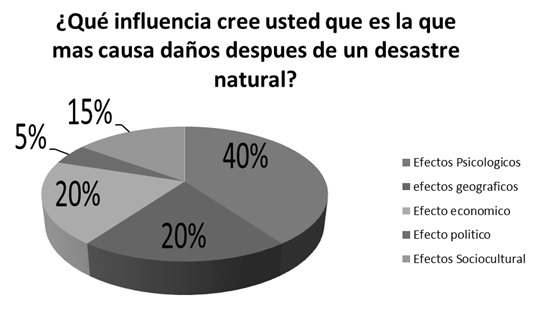 ¿Qué influencia cree usted que es la que
mas causa daños despues de un desastre
natural?
15%
5%
40%
20%
20%
Efectos Psicologicos
efectos geograficos
Efecto economico
Efecto politico
Efectos Sociocultural